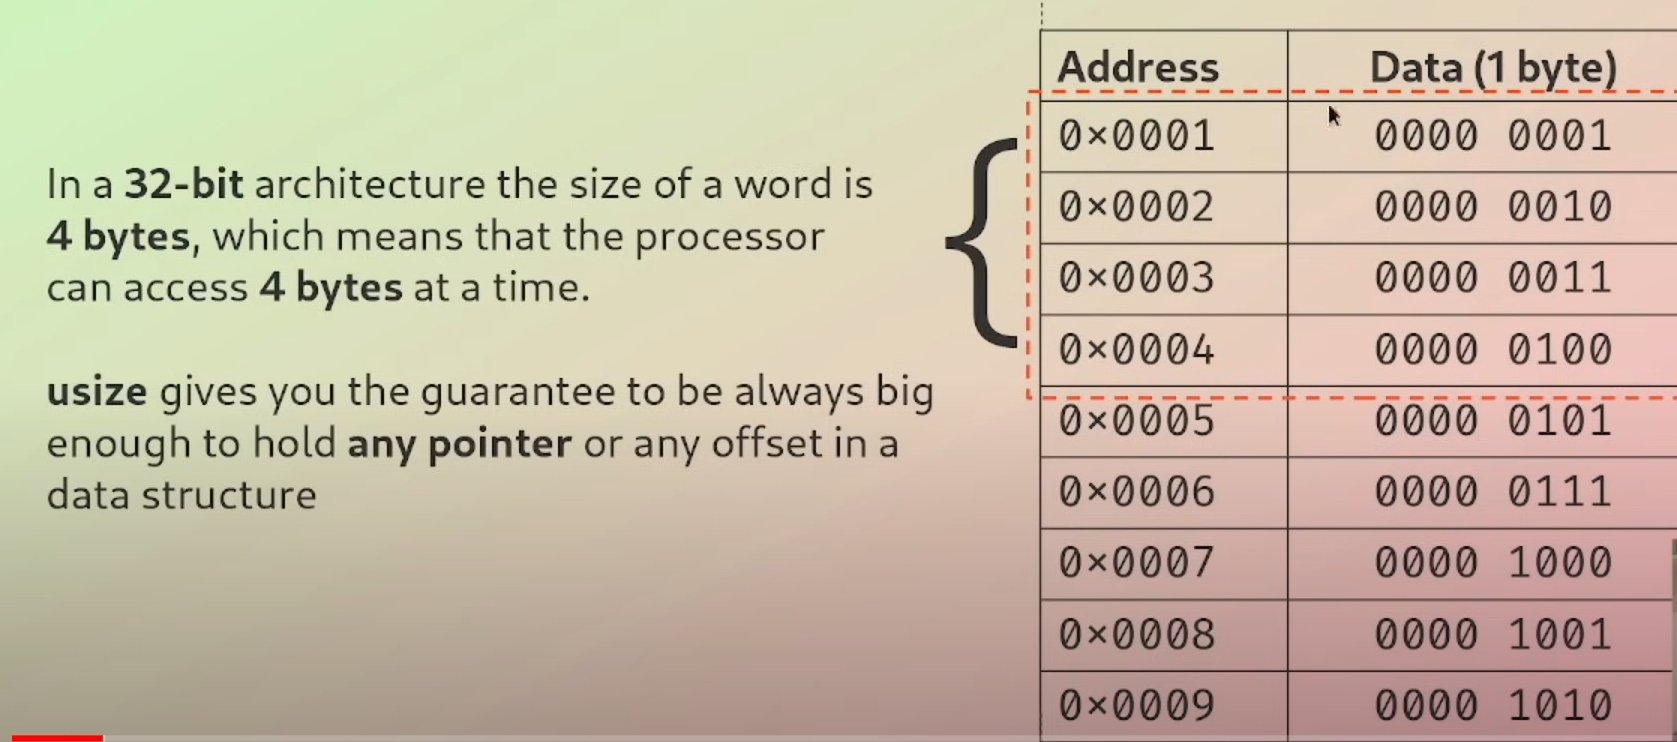 In a 32-bit architecture the size of a word is
4 bytes, which means that the processor
can access 4 bytes at a time.
usize gives you the guarantee to be always big
enough to hold any pointer or any offset in a
data structure
Address Data (1 byte)
0×0001 0000 0001
0×0002 0000 0010
0×0003 0000 0011
0×0004 0000 0100
0×0005 0000 0101
0×0006 0000 0111
0×0007 0000 1000
0×0008 0000 1001
0×0009 0000 1010